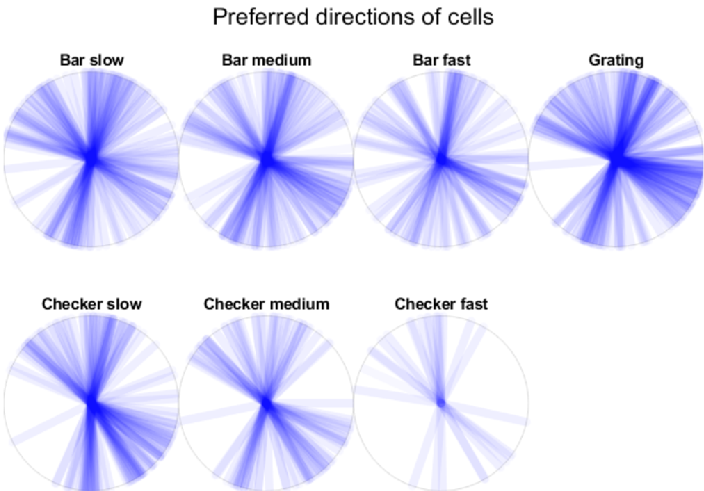 Preferred directions of cells
Bar slow
Bar medium
Bar fast
Grating
Checker slow
Checker medium
Checker fast